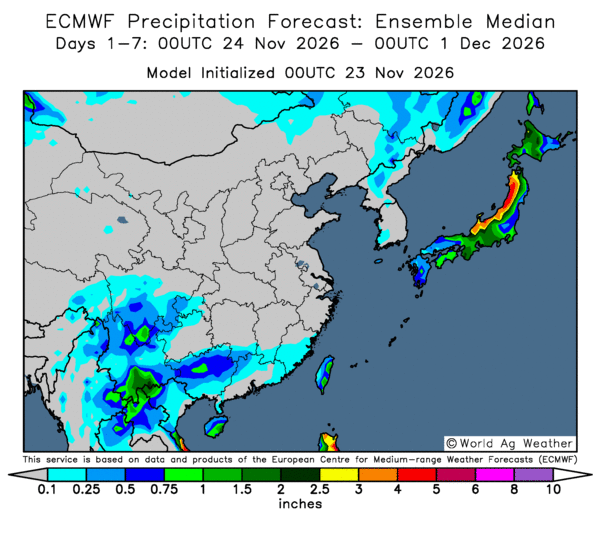 ECMWF Precipitation Forecast: Ensemble Median
Days 1-7: 00UTC 24 Nov 2026 - 00UTC 1 Dec 2026
Model Initialized 00UTC 23 Nov 2026
©World Ag Weather
This service is based on data and products of the European Centre for Medium-range Weather Forecasts (ECMWF)
0.1 0.25 0.5 0.75 1 1.5 2 2.5 3 4 5 6 8 10
inches